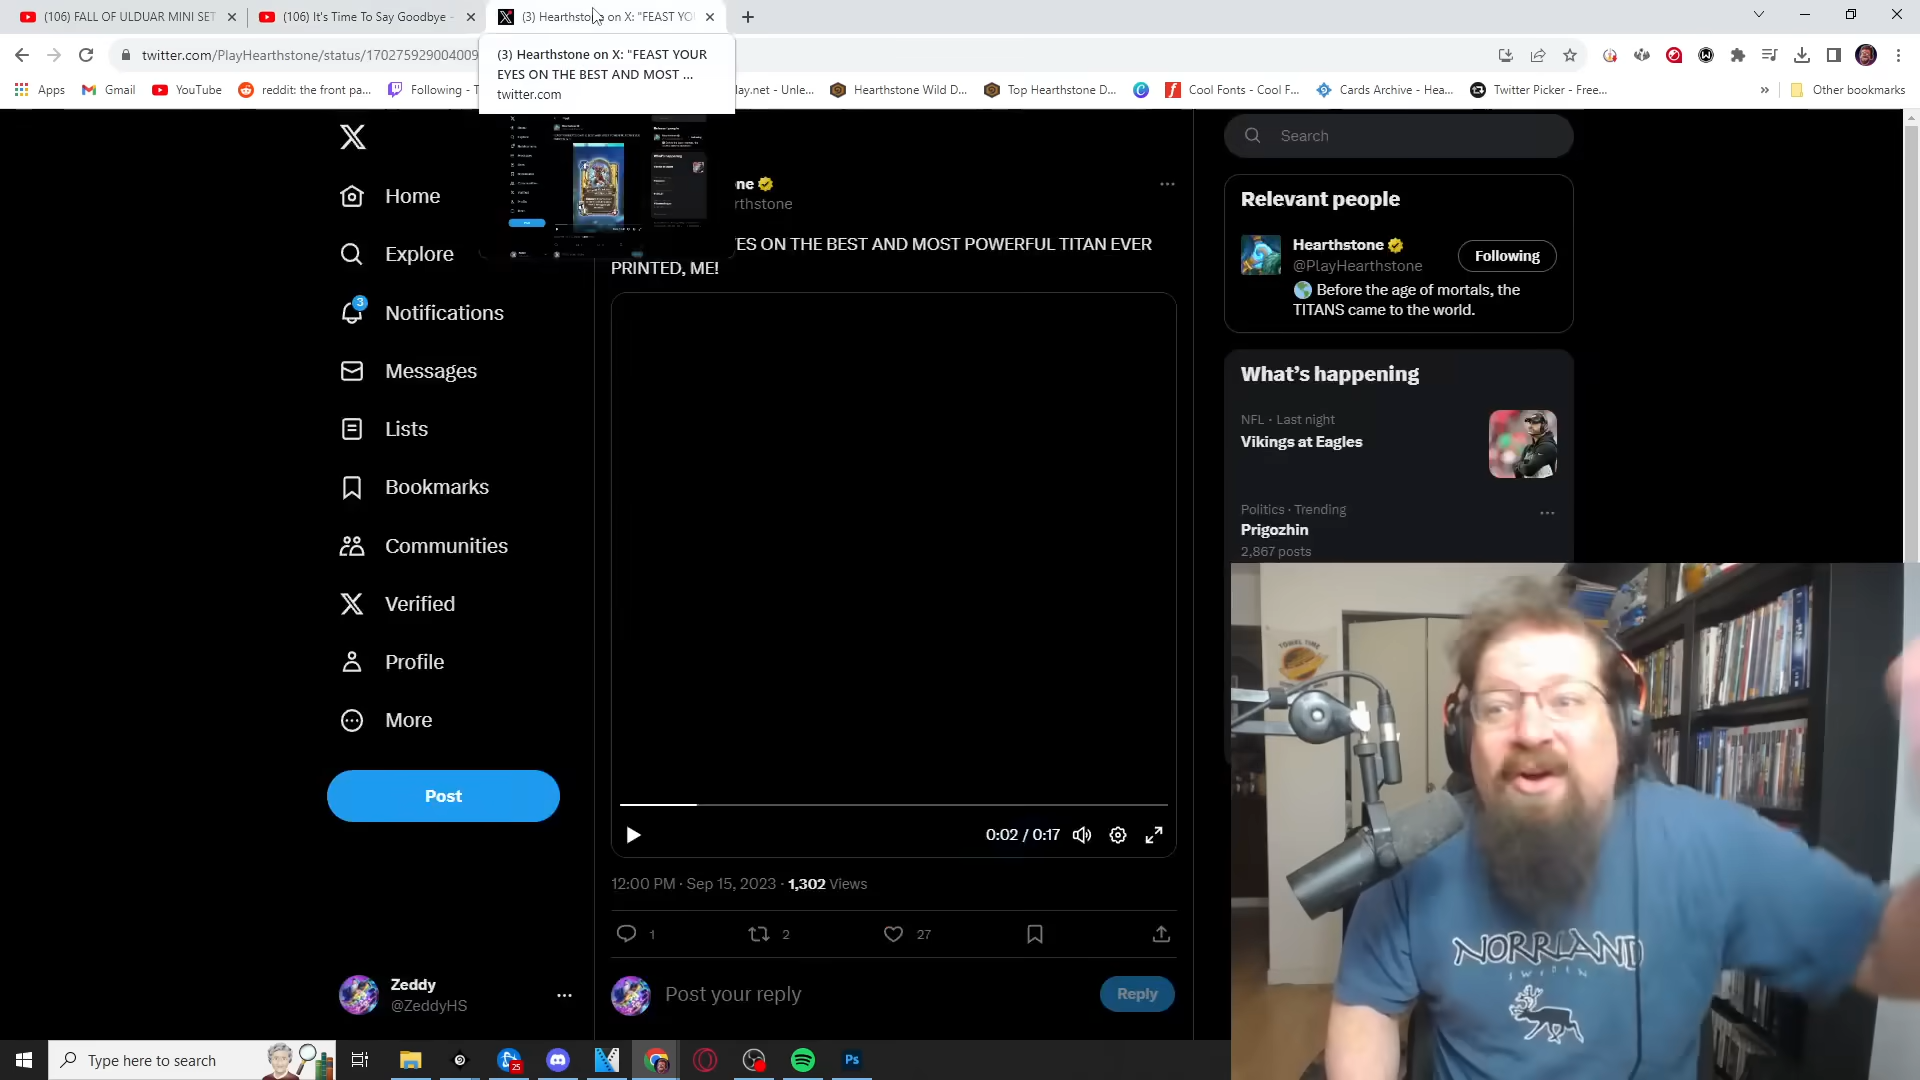 (106) FALL OF ULDUAR MINI SET
(106) It's Time To Say Goodbye -
(3) Hearthstone on X: "FEAST YO
twitter.com/PlayHearthstone/status/170275929004009
(3) Hearthstone on X: "FEAST YOUR
EYES ON THE BEST AND MOST ...
twitter.com
Apps
Gmail
YouTube
reddit: the front pa...
Following - T
lay.net - Unle...
Hearthstone Wild D...
Top Hearthstone D...
Cool Fonts - Cool F...
Cards Archive - Hea...
Twitter Picker - Free...
»
Other bookmarks
Home
Explore
3
Notifications
Messages
Lists
Bookmarks
Communities
Verified
Profile
More
Post
Zeddy
@ZeddyHS
ne
rthstone
ES ON THE BEST AND MOST POWERFUL TITAN EVER
PRINTED, ME!
0:02 / 0:17
12:00 PM · Sep 15, 2023 · 1,302 Views
1
2
27
Post your reply
Reply
Search
Relevant people
Hearthstone
@PlayHearthstone
Following
Before the age of mortals, the
TITANS came to the world.
What's happening
NFL · Last night
Vikings at Eagles
Politics · Trending
Prigozhin
2,867 posts
NORRLAND
SWEDEN
Type here to search
25
Ps